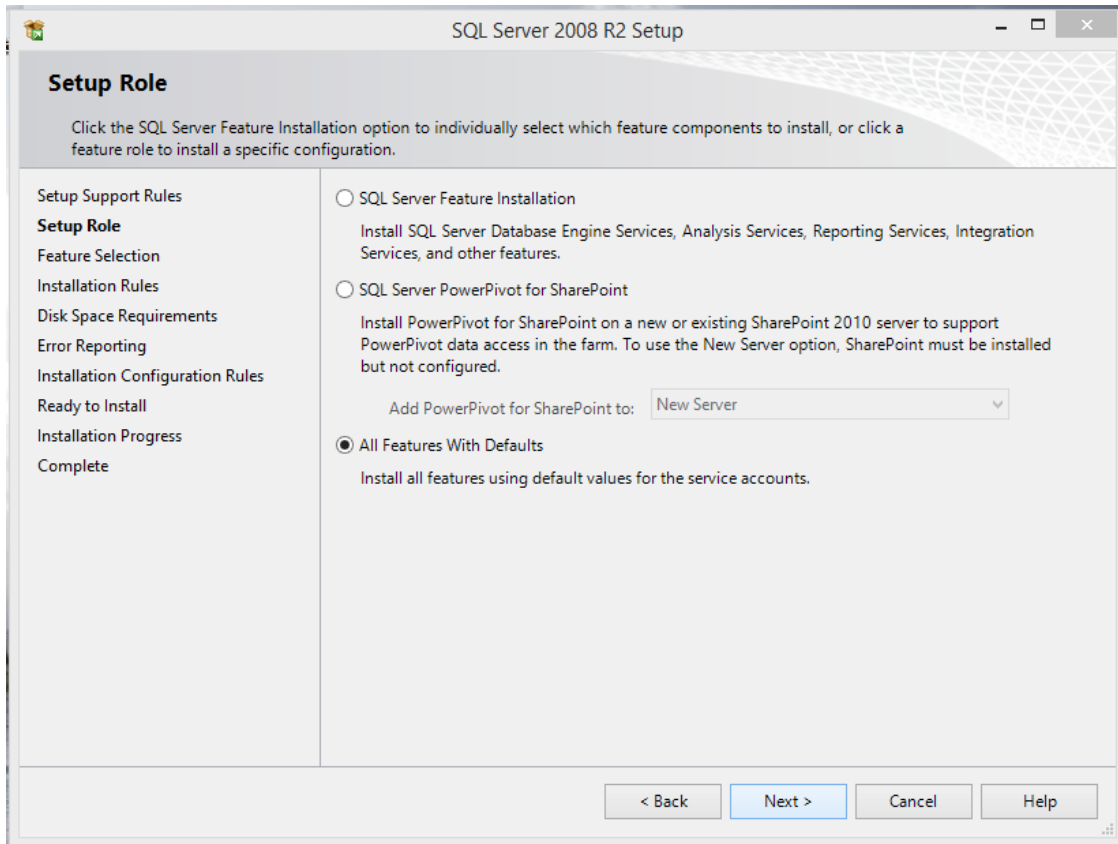 SQL Server 2008 R2 Setup
Setup Role
Click the SQL Server Feature Installation option to individually select which feature components to install, or click a
feature role to install a specific configuration.
Setup Support Rules
Setup Role
Feature Selection
Installation Rules
Disk Space Requirements
Error Reporting
Installation Configuration Rules
Ready to Install
Installation Progress
Complete
SQL Server Feature Installation
Install SQL Server Database Engine Services, Analysis Services, Reporting Services, Integration
Services, and other features.
SQL Server PowerPivot for SharePoint
Install PowerPivot for SharePoint on a new or existing SharePoint 2010 server to support
PowerPivot data access in the farm. To use the New Server option, SharePoint must be installed
but not configured.
Add PowerPivot for SharePoint to: New Server
All Features With Defaults
Install all features using default values for the service accounts.
< Back Next > Cancel Help